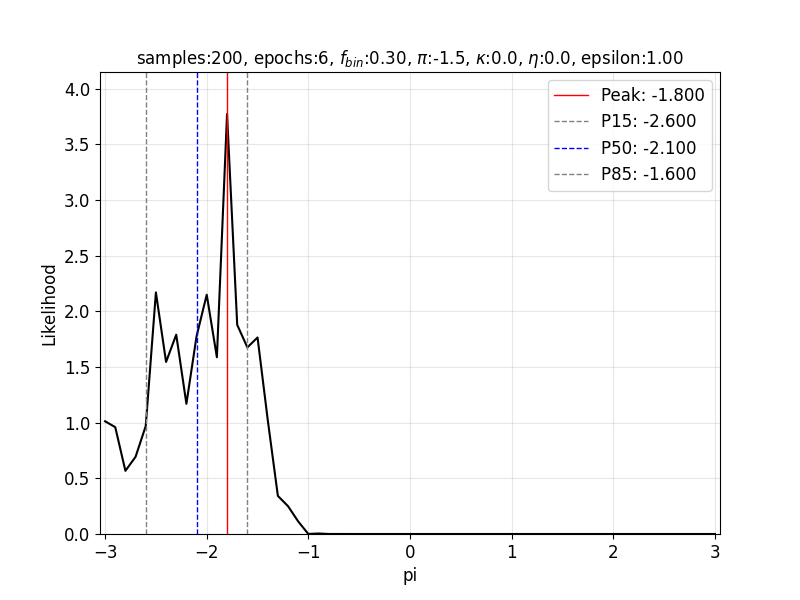 samples:200, epochs:6, f_bin:0.30, π:-1.5, κ:0.0, η:0.0, epsilon:1.00
4.0
3.5
3.0
2.5
2.0
1.5
1.0
0.5
0.0
Likelihood
Peak: -1.800
P15: -2.600
P50: -2.100
P85: -1.600
−3 −2 −1 0 1 2 3
pi